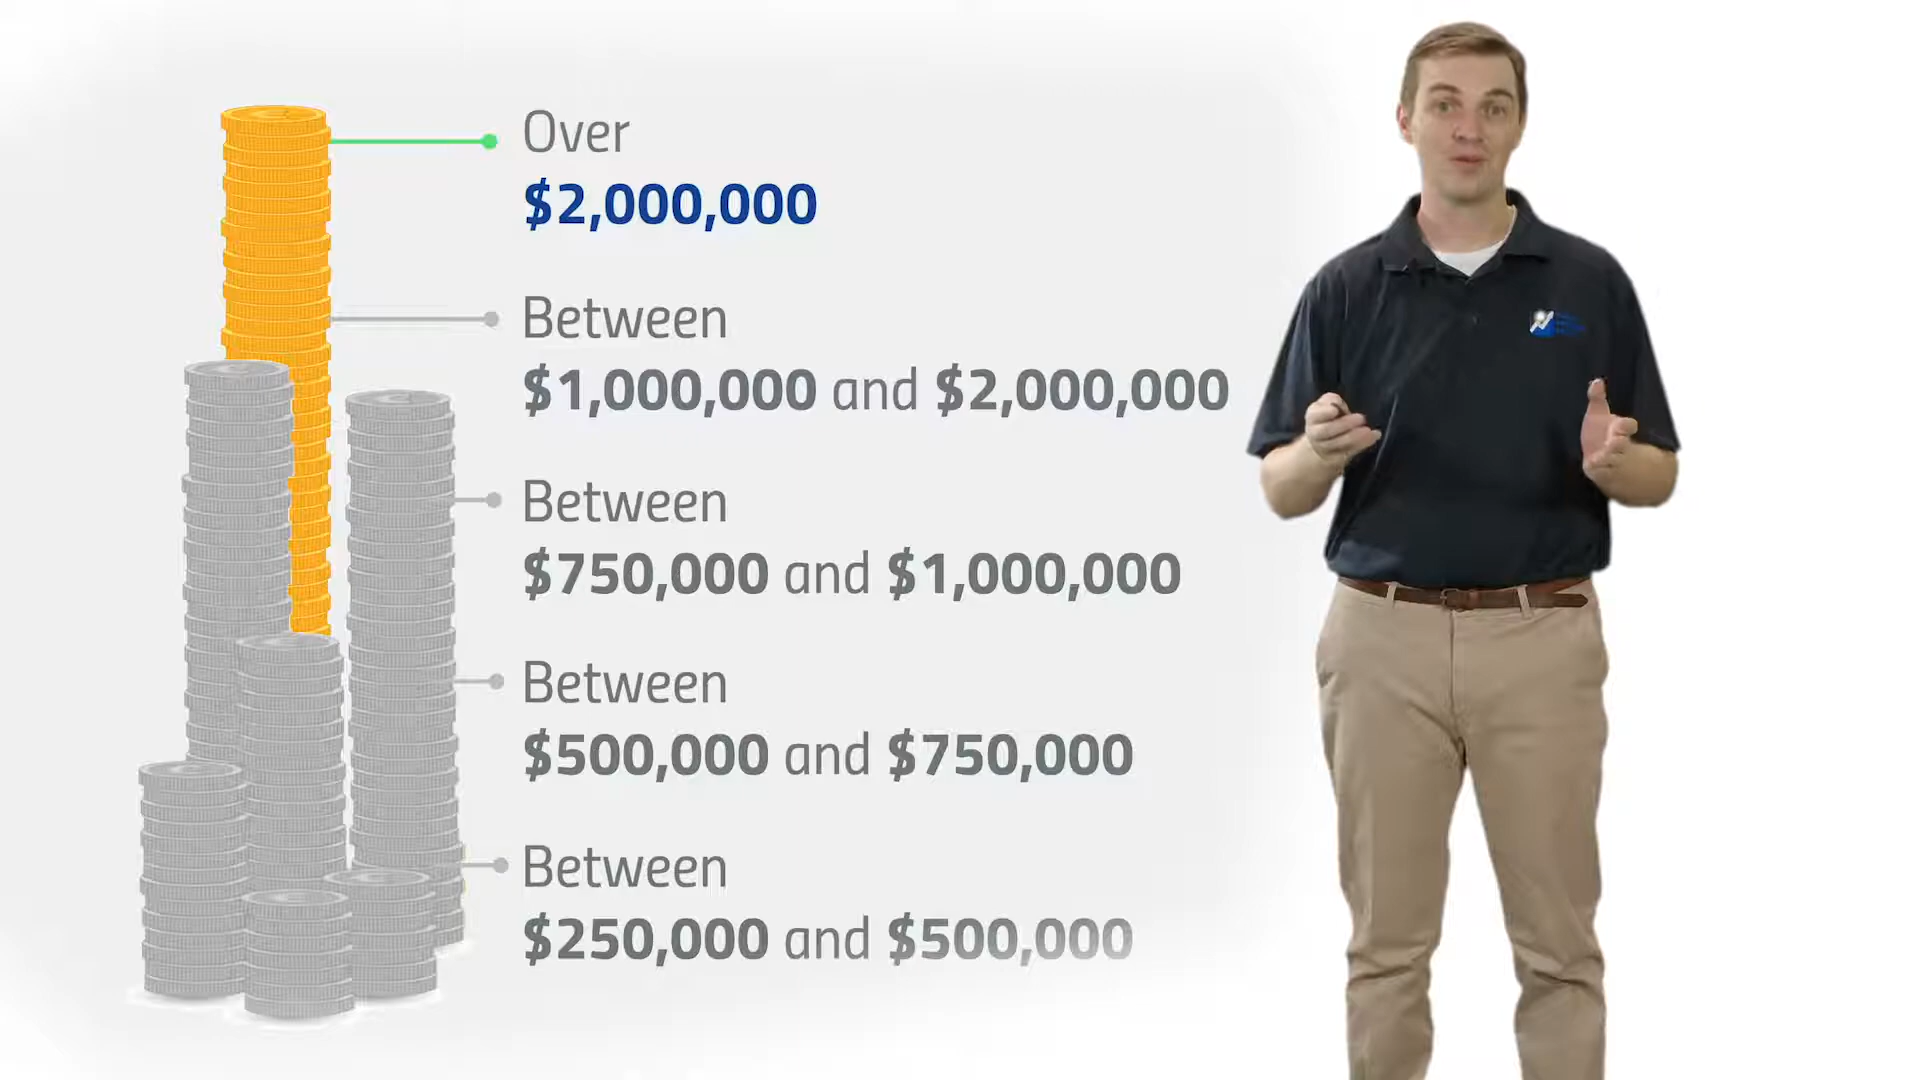 Over
$2,000,000
Between
$1,000,000 and $2,000,000
Between
$750,000 and $1,000,000
Between
$500,000 and $750,000
Between
$250,000 and $500,000